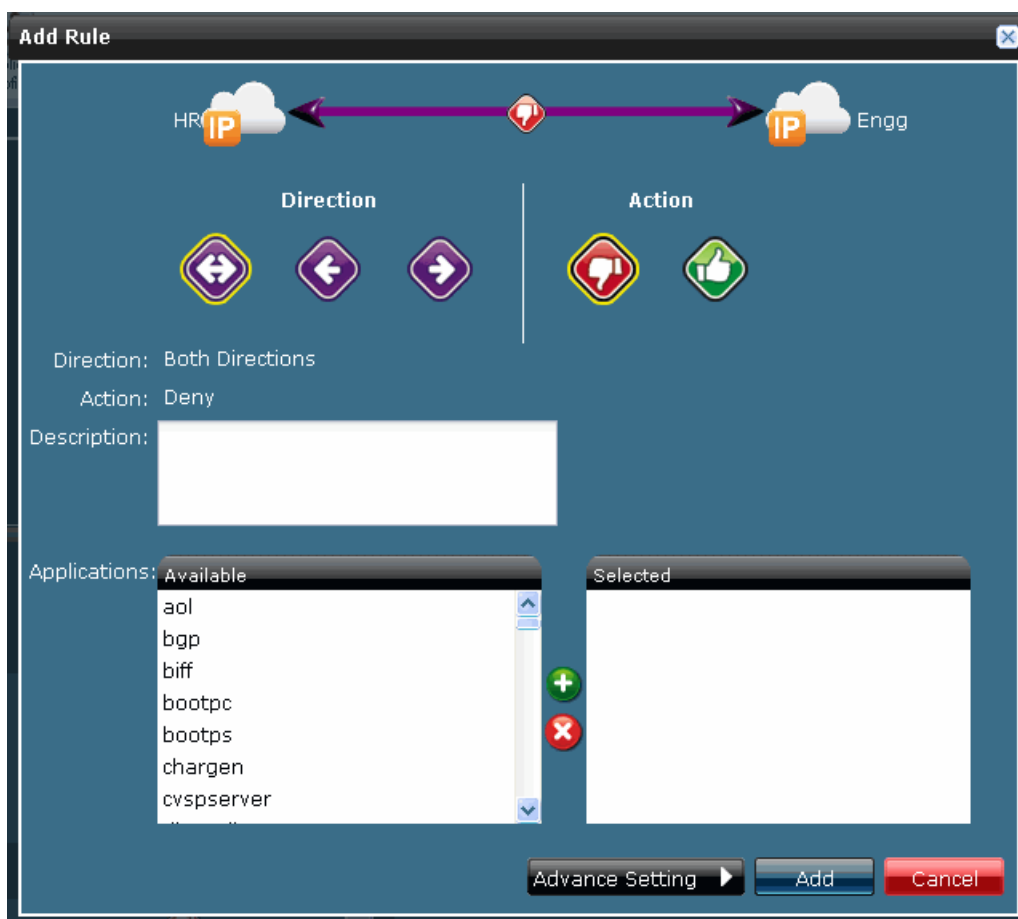 Add Rule
HR IP
IP Engg
Direction Action
Direction: Both Directions
Action: Deny
Description:
Applications: Available Selected
aol
bgp
biff
bootpc
bootps
chargen
cvspserver
Advance Setting Add Cancel